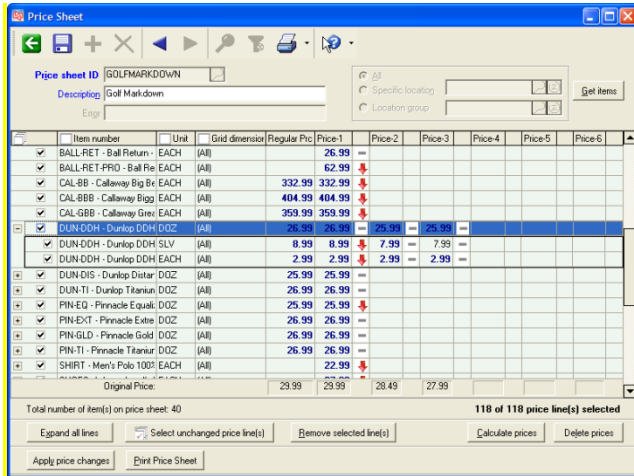 Price Sheet
Price sheet ID GOLFMARKDOWN
Description Golf Markdown
Error
All
Specific location
Location group
Get items
Item number Unit Grid dimension Regular Prc Price-1 Price-2 Price-3 Price-4 Price-5 Price-6
BALL-RET - Ball Return - EACH (All) 26.99
BALL-RET-PRO - Ball Re EACH (All) 62.99
CAL-BB - Callaway Big Be EACH (All) 332.99 332.99
CAL-BBB - Callaway Bigg EACH (All) 404.99 404.99
CAL-GBB - Callaway Grea EACH (All) 359.99 359.99
DUN-DDH - Dunlop DDH DOZ (All) 26.99 26.99 25.99 25.99
DUN-DDH - Dunlop DDH SLV (All) 8.99 8.99 7.99 7.99
DUN-DDH - Dunlop DDH EACH (All) 2.99 2.99 2.99 2.99
DUN-DIS - Dunlop Distan DOZ (All) 25.99 25.99
DUN-TI - Dunlop Titaniun DOZ (All) 26.99 26.99
PIN-EQ - Pinnacle Equali: DOZ (All) 25.99 25.99
PIN-EXT - Pinnacle Extre DOZ (All) 26.99 26.99
PIN-GLD - Pinnacle Gold DOZ (All) 26.99 26.99
PIN-TI - Pinnacle Titaniur DOZ (All) 26.99 26.99
SHIRT - Men's Polo 100% EACH (All) 22.99
Original Price: 29.99 29.99 28.49 27.99
Total number of item(s) on price sheet: 40 118 of 118 price line(s) selected
Expand all lines Select unchanged price line(s) Remove selected line(s) Calculate prices Delete prices
Apply price changes Print Price Sheet